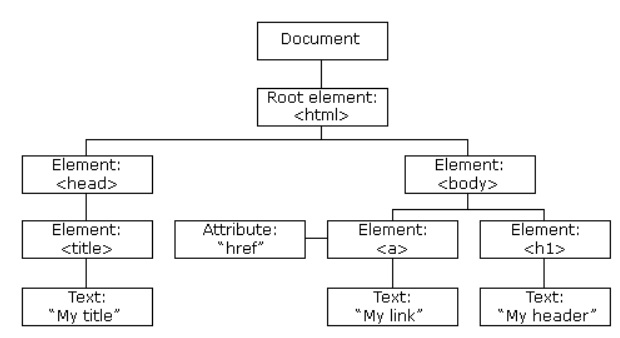 Document
Root element:
<html>
Element:
<head>
Element:
<body>
Element:
<title>
Attribute:
"href"
Element:
<a>
Element:
<h1>
Text:
"My title"
Text:
"My link"
Text:
"My header"